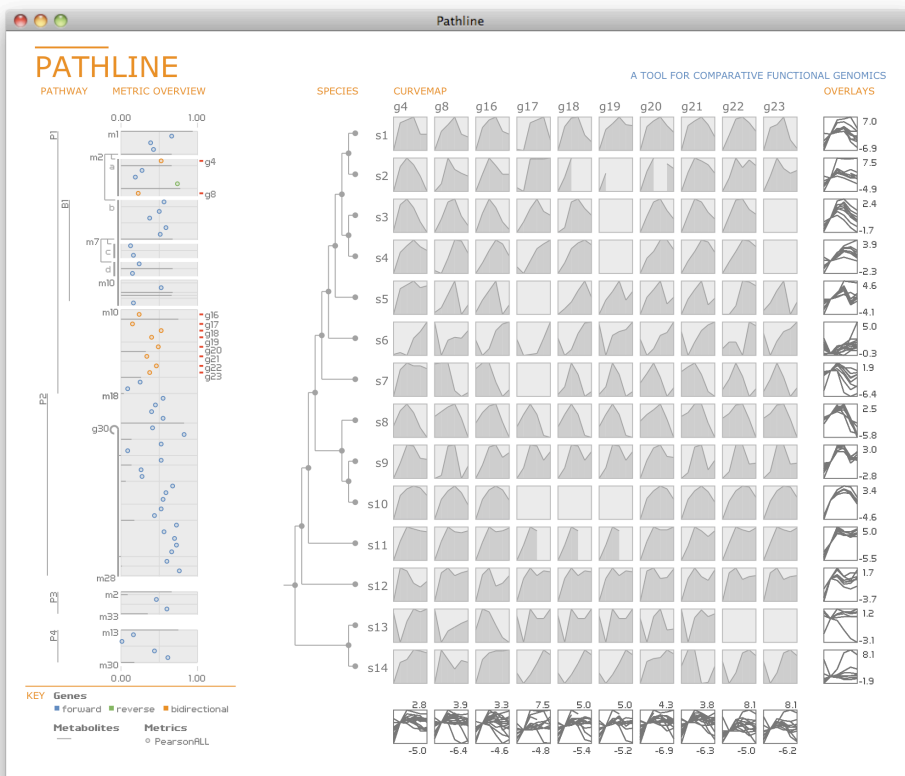 Pathline
PATHLINE
A TOOL FOR COMPARATIVE FUNCTIONAL GENOMICS
PATHWAY METRIC OVERVIEW SPECIES CURVEMAP OVERLAYS
g4 g8 g16 g17 g18 g19 g20 g21 g22 g23
0.00 1.00
P1
m1
m2
c
a
g4
g8
B1
b
m7
c
c
d
m10
m10
g16
g17
g18
g19
g20
g21
g22
g23
m18
P2
g30
m28
P3
m2
m33
P4
m13
m30
0.00 1.00
s1 7.0
-6.9
s2 7.5
-4.9
s3 2.4
-1.7
s4 3.9
-2.3
s5 4.6
-4.1
s6 5.0
-0.3
s7 1.9
-6.4
s8 2.5
-5.8
s9 3.0
-2.8
s10 3.4
-4.6
s11 5.0
-5.5
s12 1.7
-3.7
s13 1.2
-3.1
s14 8.1
-1.9
2.8 3.9 3.3 7.5 5.0 5.0 4.3 3.8 8.1 8.1
-5.0 -6.4 -4.6 -4.8 -5.4 -5.2 -6.9 -6.3 -5.0 -6.2
KEY Genes
forward reverse bidirectional
Metabolites Metrics
PearsonALL